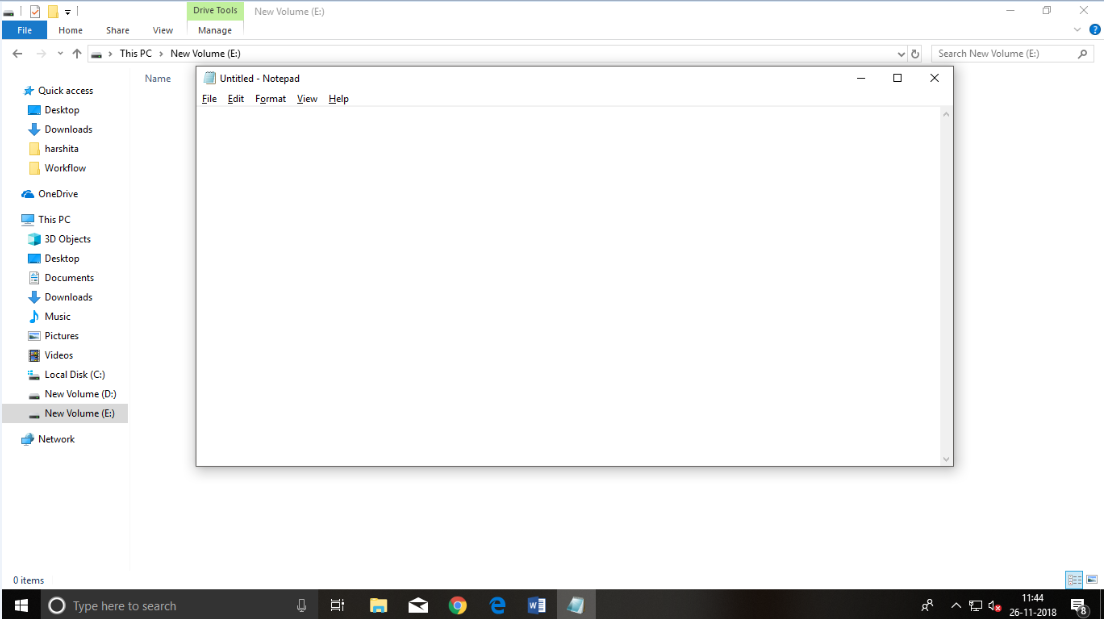 Drive Tools New Volume (E:)
File Home Share View Manage
This PC New Volume (E:) Search New Volume (E:)
Name
Quick access
Desktop
Downloads
harshita
Workflow
OneDrive
This PC
3D Objects
Desktop
Documents
Downloads
Music
Pictures
Videos
Local Disk (C:)
New Volume (D:)
New Volume (E:)
Network
Untitled - Notepad
File Edit Format View Help
0 items
Type here to search
11:44
26-11-2018
8